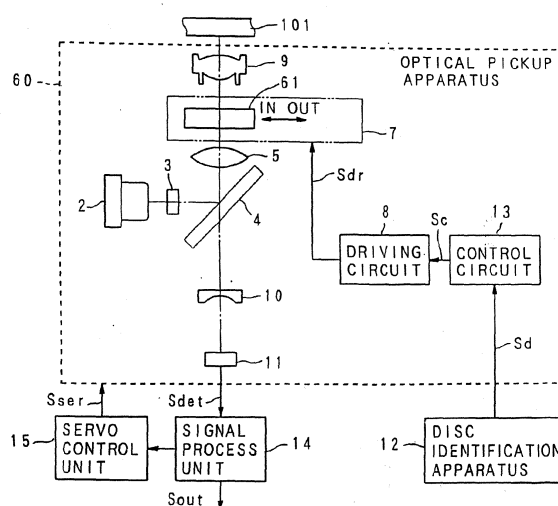 101
9
60
OPTICAL PICKUP
APPARATUS
61
IN OUT
7
5
3
2
4
Sdr
8
Sc
13
DRIVING
CIRCUIT
CONTROL
CIRCUIT
10
Sd
11
Sser
Sdet
15
SERVO
CONTROL
UNIT
SIGNAL
PROCESS
UNIT
14
12
DISC
IDENTIFICATION
APPARATUS
Sout